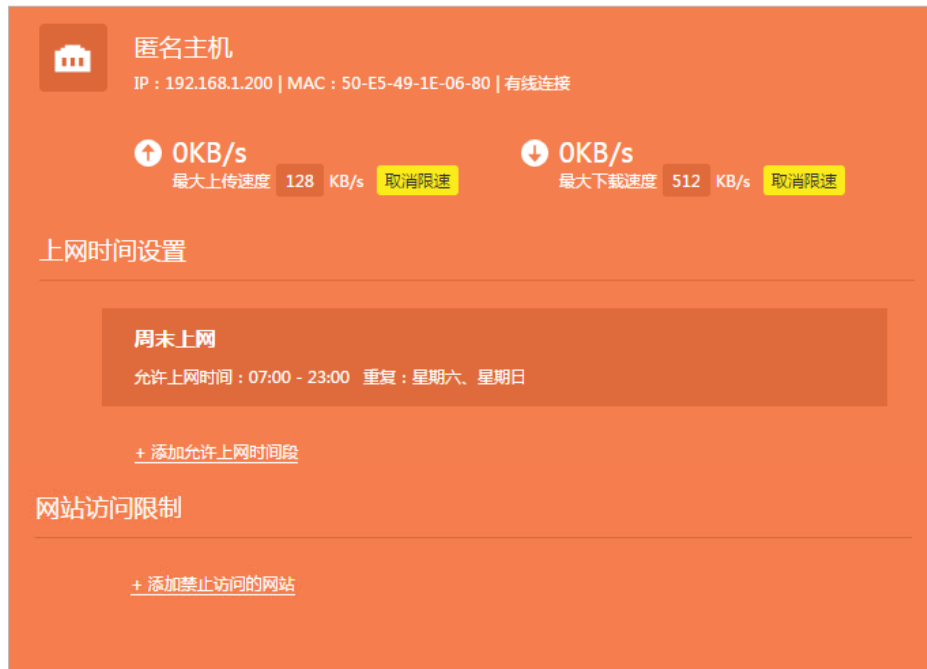 匿名主机
IP：192.168.1.200 | MAC：50-E5-49-1E-06-80 | 有线连接
0KB/s 0KB/s
最大上传速度 128 KB/s 取消限速 最大下载速度 512 KB/s 取消限速
上网时间设置
周末上网
允许上网时间：07:00 - 23:00 重复：星期六、星期日
+ 添加允许上网时间段
网站访问限制
+ 添加禁止访问的网站